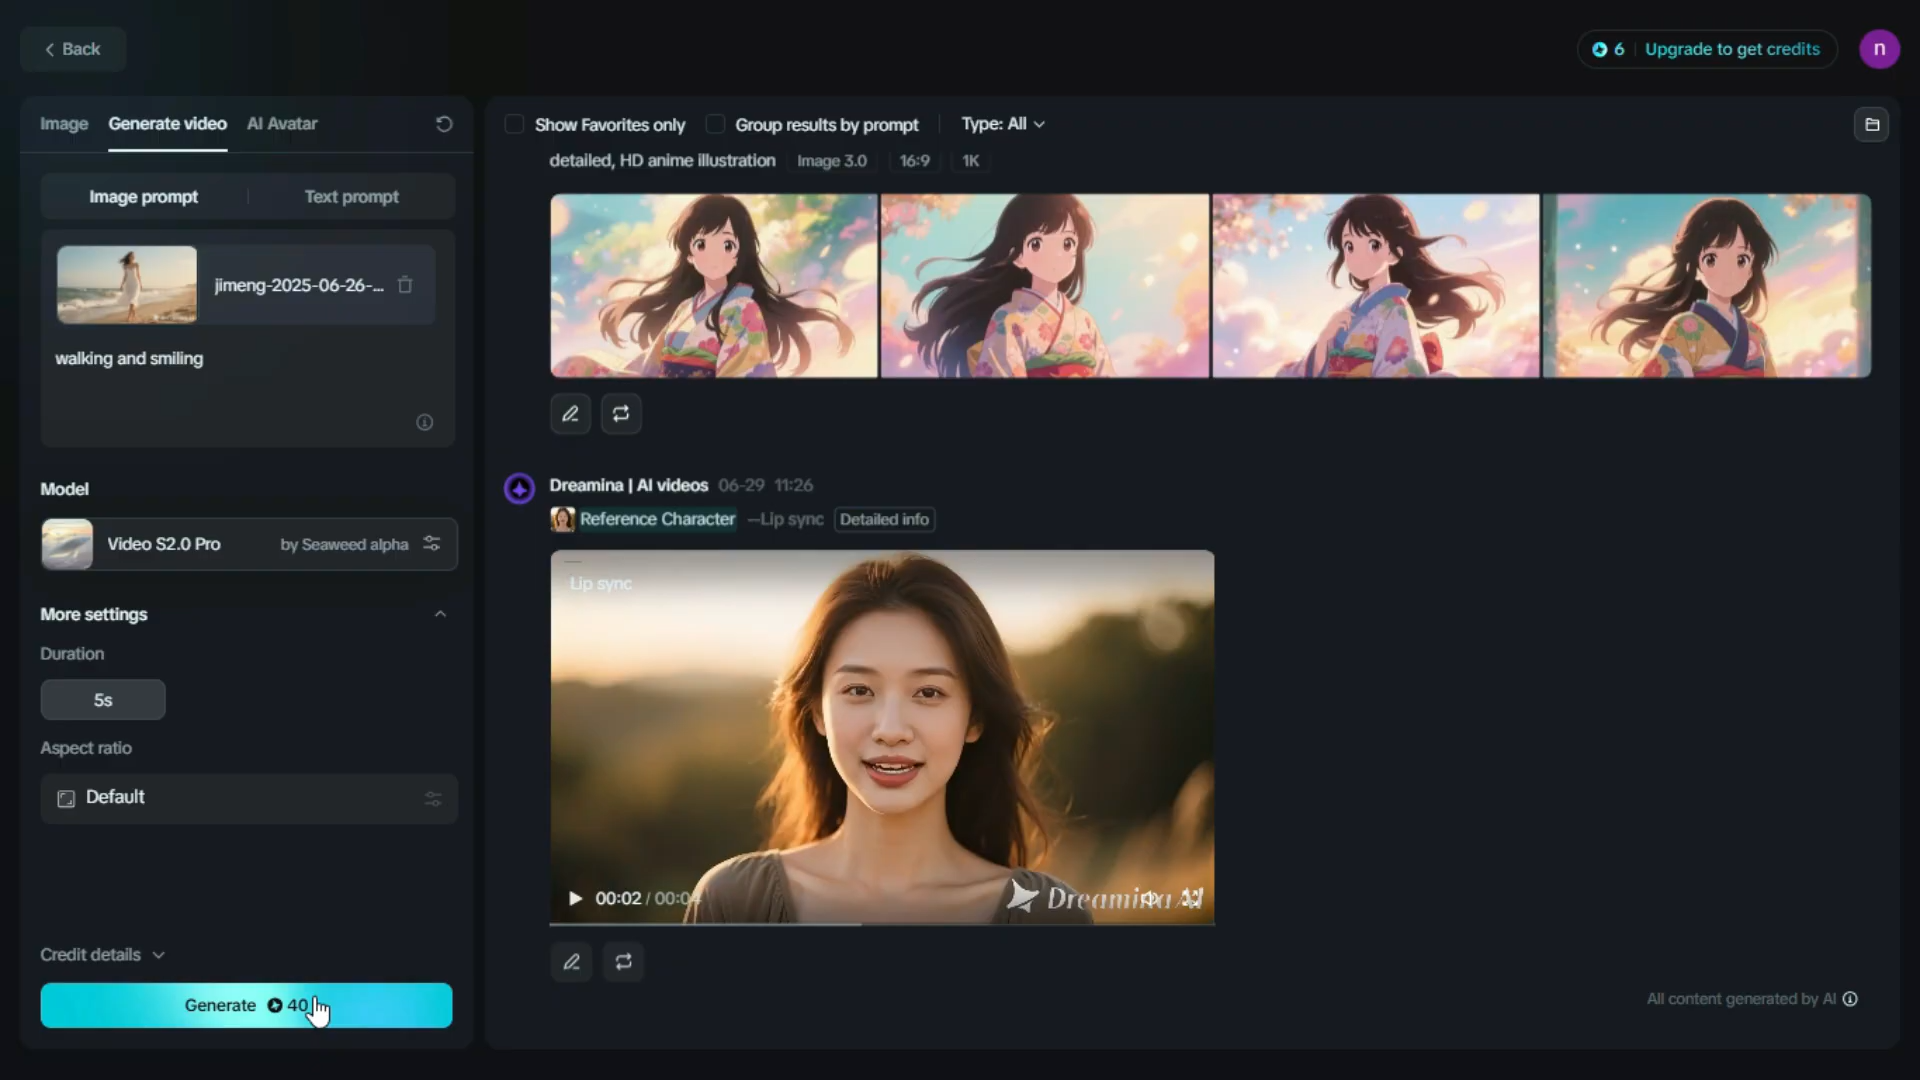 Back
6 Upgrade to get credits
n
Image Generate video AI Avatar
Show Favorites only Group results by prompt Type: All
detailed, HD anime illustration Image 3.0 16:9 1K
Image prompt Text prompt
jimeng-2025-06-26-...
walking and smiling
Model
Video S2.0 Pro by Seaweed alpha
More settings
Duration
5s
Aspect ratio
Default
Credit details
Generate 40
Dreamina | AI videos 06-29 11:26
Reference Character —Lip sync Detailed info
Lip sync
00:02 / 00:04
Dreamina AI
All content generated by AI